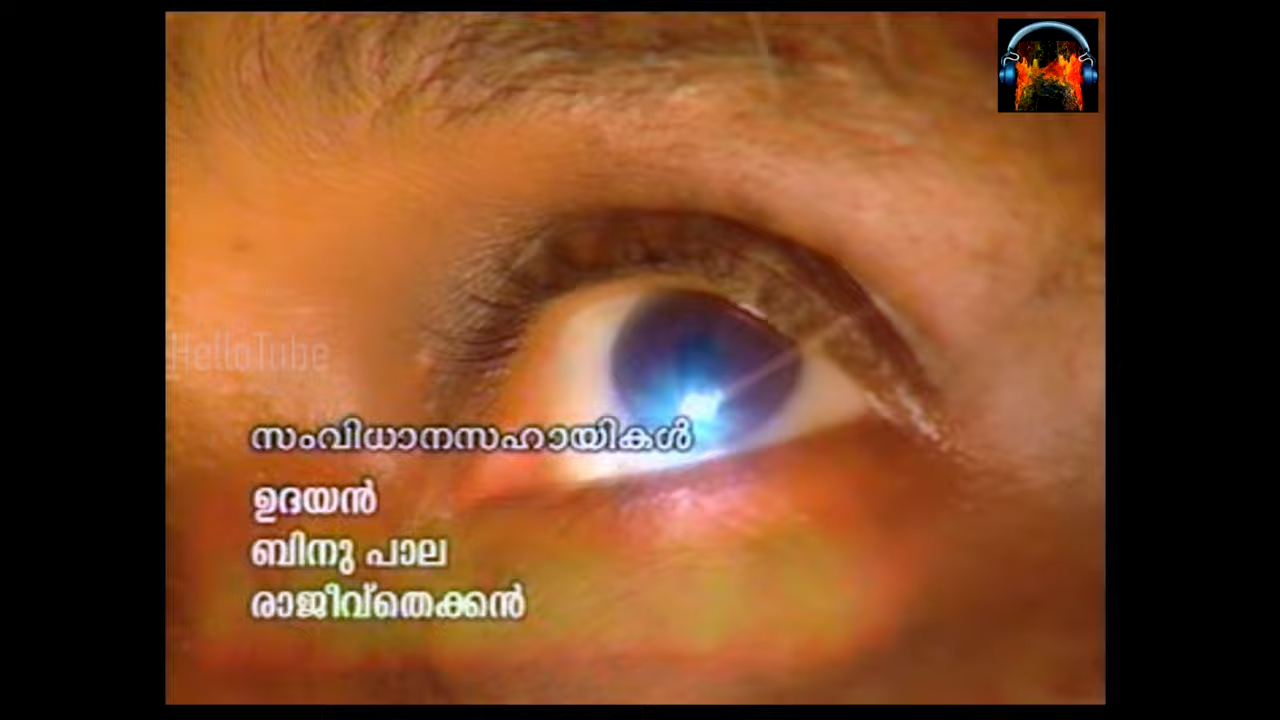 HelloTube
സംവിധാനസഹായികൾ
ഉദയൻ
ബിനു പാല
രാജീവ്തെക്കൻ